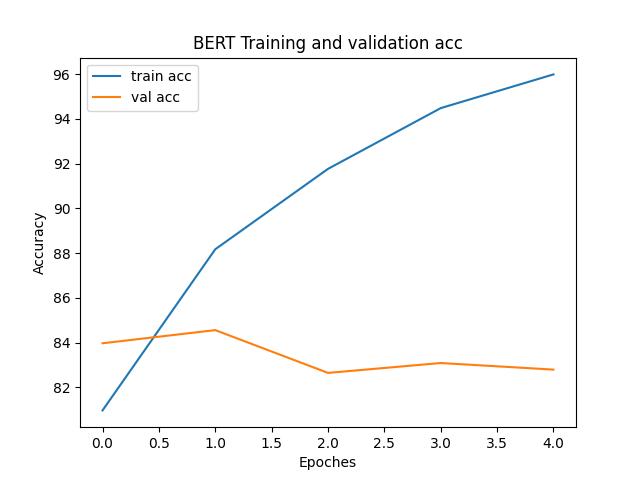 BERT Training and validation acc
train acc
val acc
Accuracy
96
94
92
90
88
86
84
82
0.0 0.5 1.0 1.5 2.0 2.5 3.0 3.5 4.0
Epoches